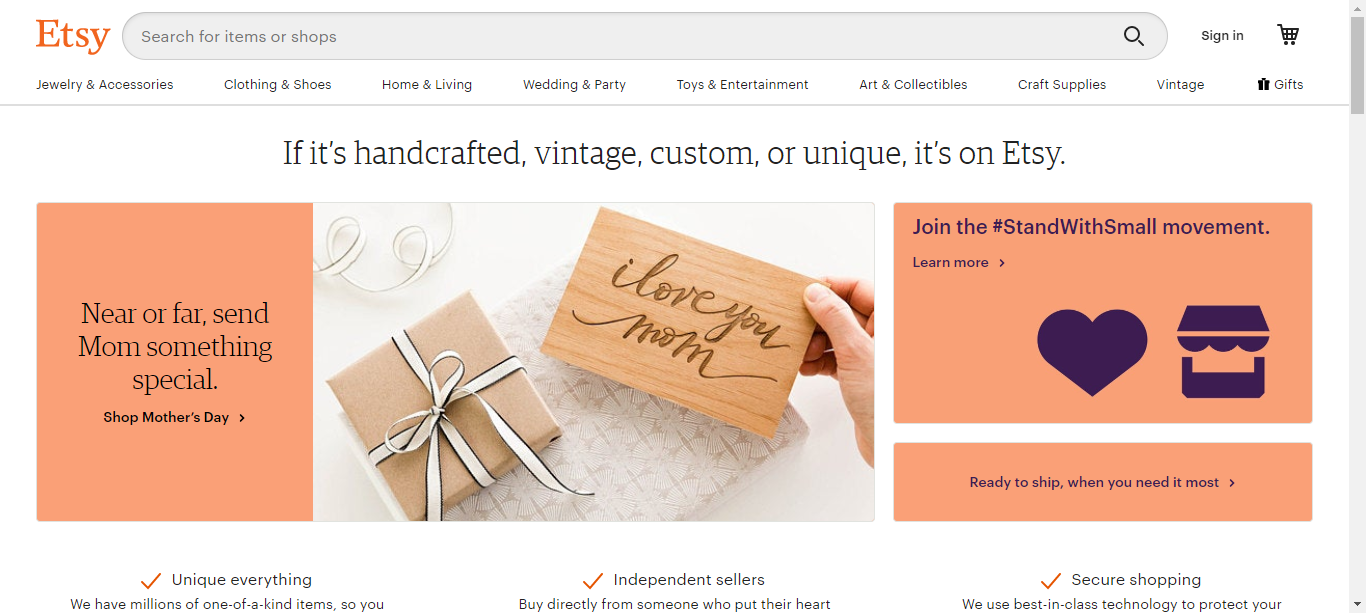 Etsy
Search for items or shops
Sign in
Jewelry & Accessories
Clothing & Shoes
Home & Living
Wedding & Party
Toys & Entertainment
Art & Collectibles
Craft Supplies
Vintage
Gifts
If it's handcrafted, vintage, custom, or unique, it's on Etsy.
Near or far, send
Mom something
special.
Shop Mother's Day
i love you
mom
Join the #StandWithSmall movement.
Learn more
Ready to ship, when you need it most
Unique everything
We have millions of one-of-a-kind items, so you
Independent sellers
Buy directly from someone who put their heart
Secure shopping
We use best-in-class technology to protect your